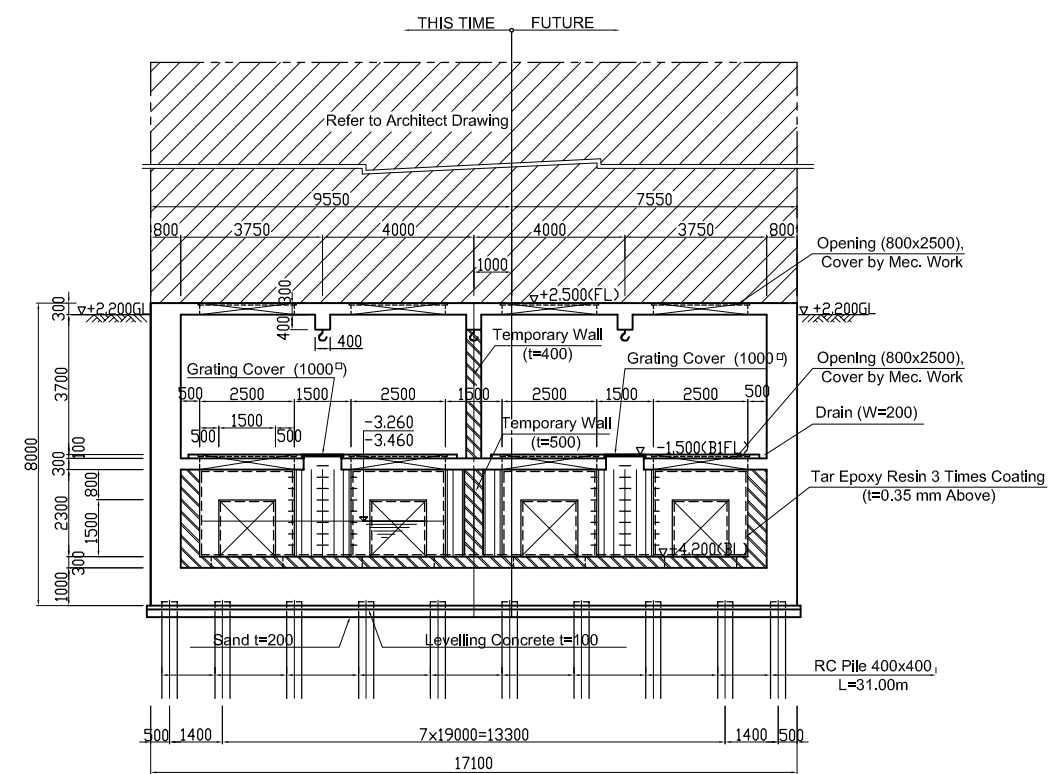 THIS TIME FUTURE
Refer to Architect Drawing
9550 7550
800 3750 4000 4000 3750 800
1000
Opening (800x2500),
Cover by Mec. Work
300
+2.200GL
+2.500(FL)
+2.200GL
300
400
400
Temporary Wall
(t=400)
Grating Cover (1000□)
Grating Cover (1000□)
Opening (800x2500),
Cover by Mec. Work
3700
500 2500 1500 2500 1500 2500 1500 2500 500
1500
500 500
-3.260
-3.460
Temporary Wall
(t=500)
Drain (W=200)
-1.500(B1FL)
8000
100
300
Tar Epoxy Resin 3 Times Coating
(t=0.35 mm Above)
800
2300
1500
-4.200(BL)
300
1000
Sand t=200
Levelling Concrete t=100
RC Pile 400x400
L=31.00m
500 1400 7x19000=13300 1400 500
17100